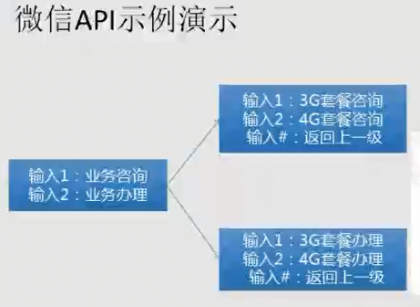 微信API示例演示
输入1：3G套餐咨询
输入2：4G套餐咨询
输入#：返回上一级
输入1：业务咨询
输入2：业务办理
输入1：3G套餐办理
输入2：4G套餐办理
输入#：返回上一级